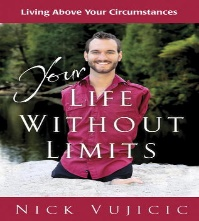 Living Above Your Circumstances
Your
LIFE
WITHOUT
LIMITS
NICK VUJICIC